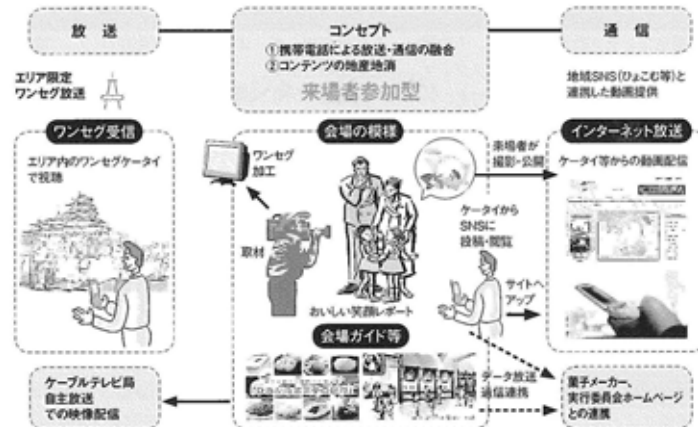 放送
コンセプト
①携帯電話による放送・通信の融合
②コンテンツの地産地消
来場者参加型
通信
エリア限定
ワンセグ放送
地域SNS(ひょこむ等)と
連携した動画提供
ワンセグ受信
エリア内のワンセグケータイ
で視聴
会場の模様
ワンセグ
加工
取材
おいしい笑顔レポート
来場者が
撮影・公開
ケータイから
SNSに
投稿・閲覧
サイトへ
アップ
インターネット放送
ケータイ等からの動画配信
会場ガイド等
データ放送
通信連携
ケーブルテレビ局
自主放送
での映像配信
菓子メーカー、
実行委員会ホームページ
との連携